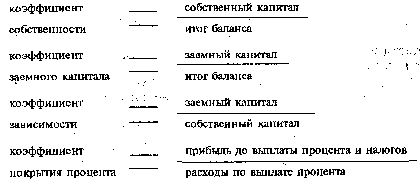 коэффициент собственный капитал
собственности итог баланса
коэффициент заемный капитал
заемного капитала итог баланса
коэффициент заемный капитал
зависимости собственный капитал
коэффициент прибыль до выплаты процента и налогов
покрытия процента расходы по выплате процента